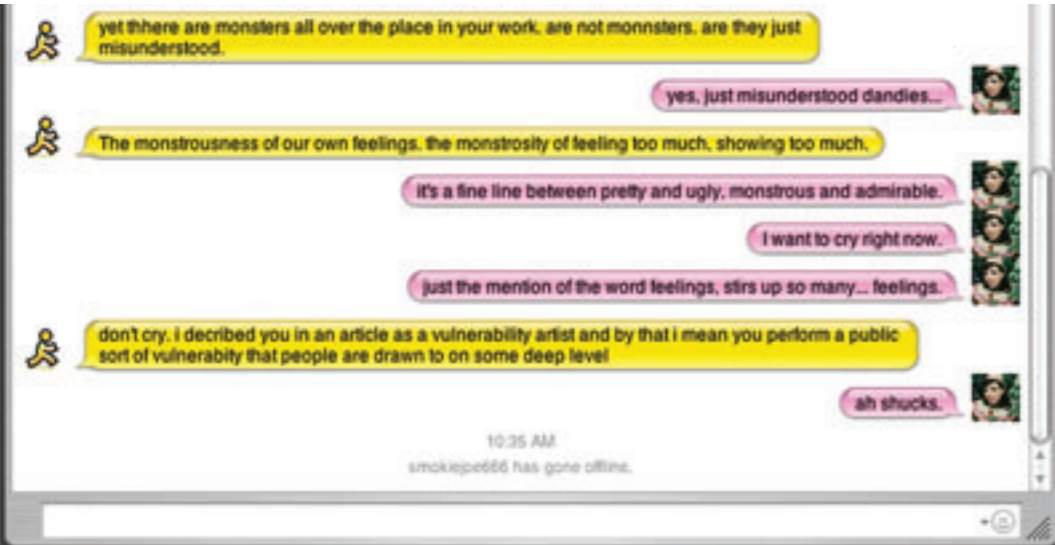 yet thhere are monsters all over the place in your work. are not monnsters. are they just
misunderstood.
yes, just misunderstood dandies...
The monstrousness of our own feelings. the monstrosity of feeling too much, showing too much.
it's a fine line between pretty and ugly, monstrous and admirable.
I want to cry right now.
just the mention of the word feelings, stirs up so many... feelings.
don't cry. i decribed you in an article as a vulnerability artist and by that i mean you perform a public
sort of vulnerabity that people are drawn to on some deep level
ah shucks.
10:35 AM
smokiejoe666 has gone offline.